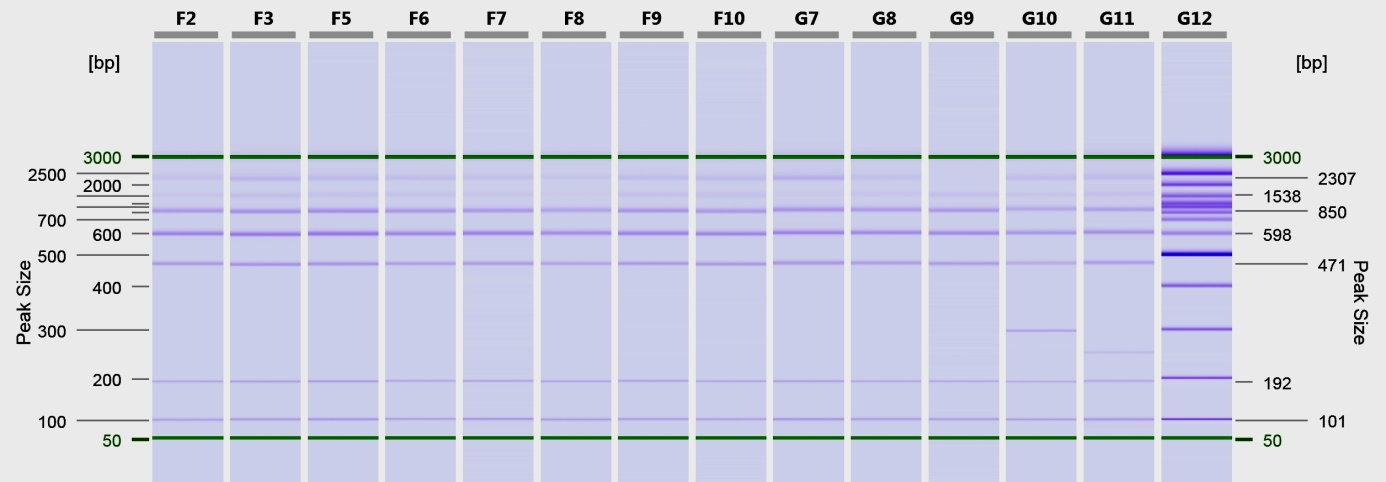 F2 F3 F5 F6 F7 F8 F9 F10 G7 G8 G9 G10 G11 G12
[bp] [bp]
3000 3000
2500 2307
2000 1538
700 850
600 598
500 471
400
300
200 192
100 101
50 50
Peak Size
Peak Size